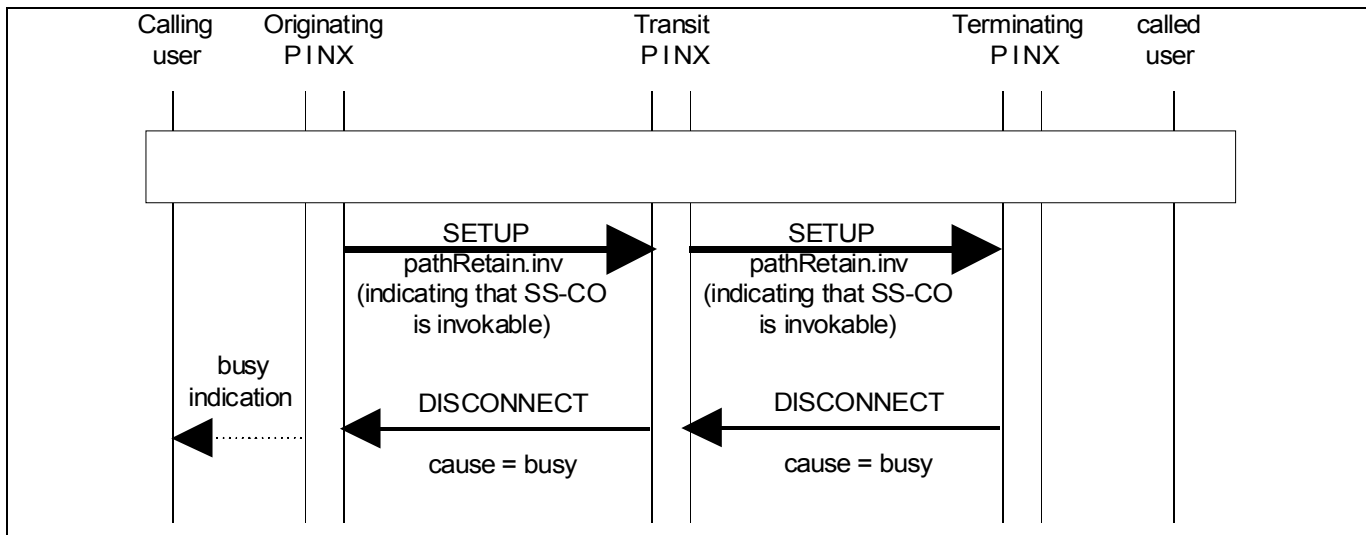 Calling user
Originating PINX
Transit PINX
Terminating PINX
called user
SETUP
pathRetain.inv
(indicating that SS-CO
is invokable)
SETUP
pathRetain.inv
(indicating that SS-CO
is invokable)
busy
indication
DISCONNECT
cause = busy
DISCONNECT
cause = busy